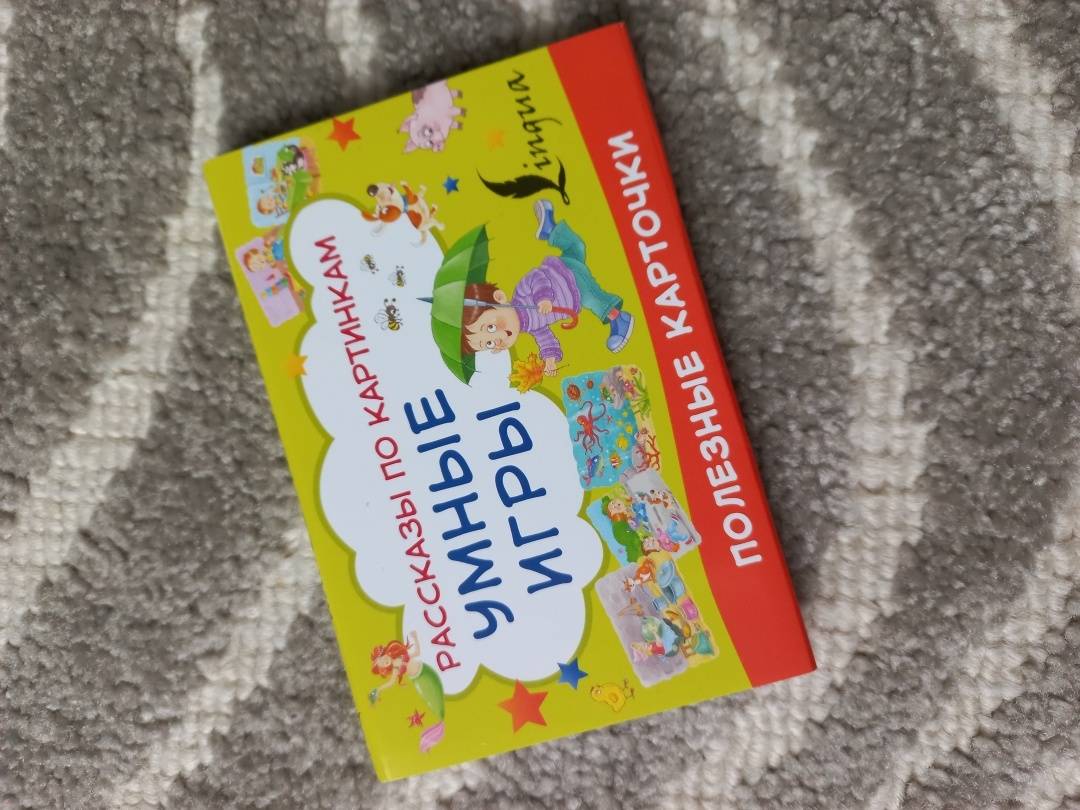 Lingua
РАССКАЗЫ ПО КАРТИНКАМ
УМНЫЕ
ИГРЫ
ПОЛЕЗНЫЕ КАРТОЧКИ